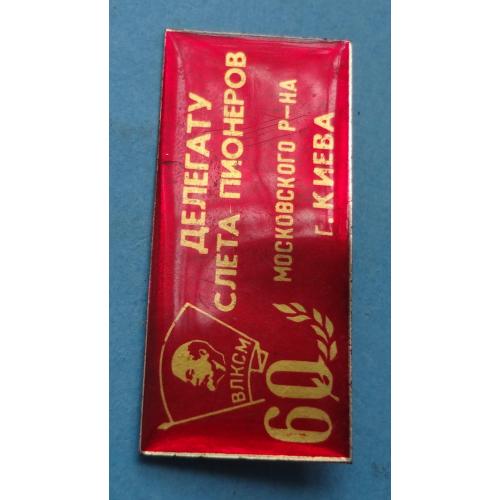 ДЕЛЕГАТУ
СЛЕТА ПИОНЕРОВ
МОСКОВСКОГО Р-НА
Г. КИЕВА
ВЛКСМ
60